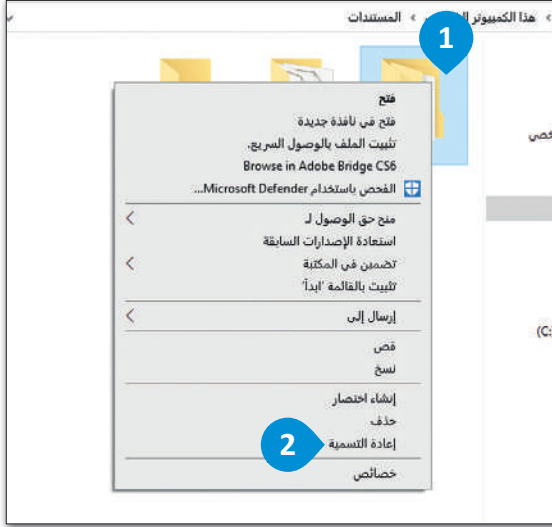 هذا الكمبيوتر › المستندات
1
فتح
فتح في نافذة جديدة
تثبيت الملف بالوصول السريع.
Browse in Adobe Bridge CS6
الفحص باستخدام Microsoft Defender...
منح حق الوصول لـ
استعادة الإصدارات السابقة
تضمين في المكتبة
تثبيت بالقائمة 'ابدأ'
إرسال إلى
قص
نسخ
إنشاء اختصار
حذف
إعادة التسمية
2
خصائص
(C: